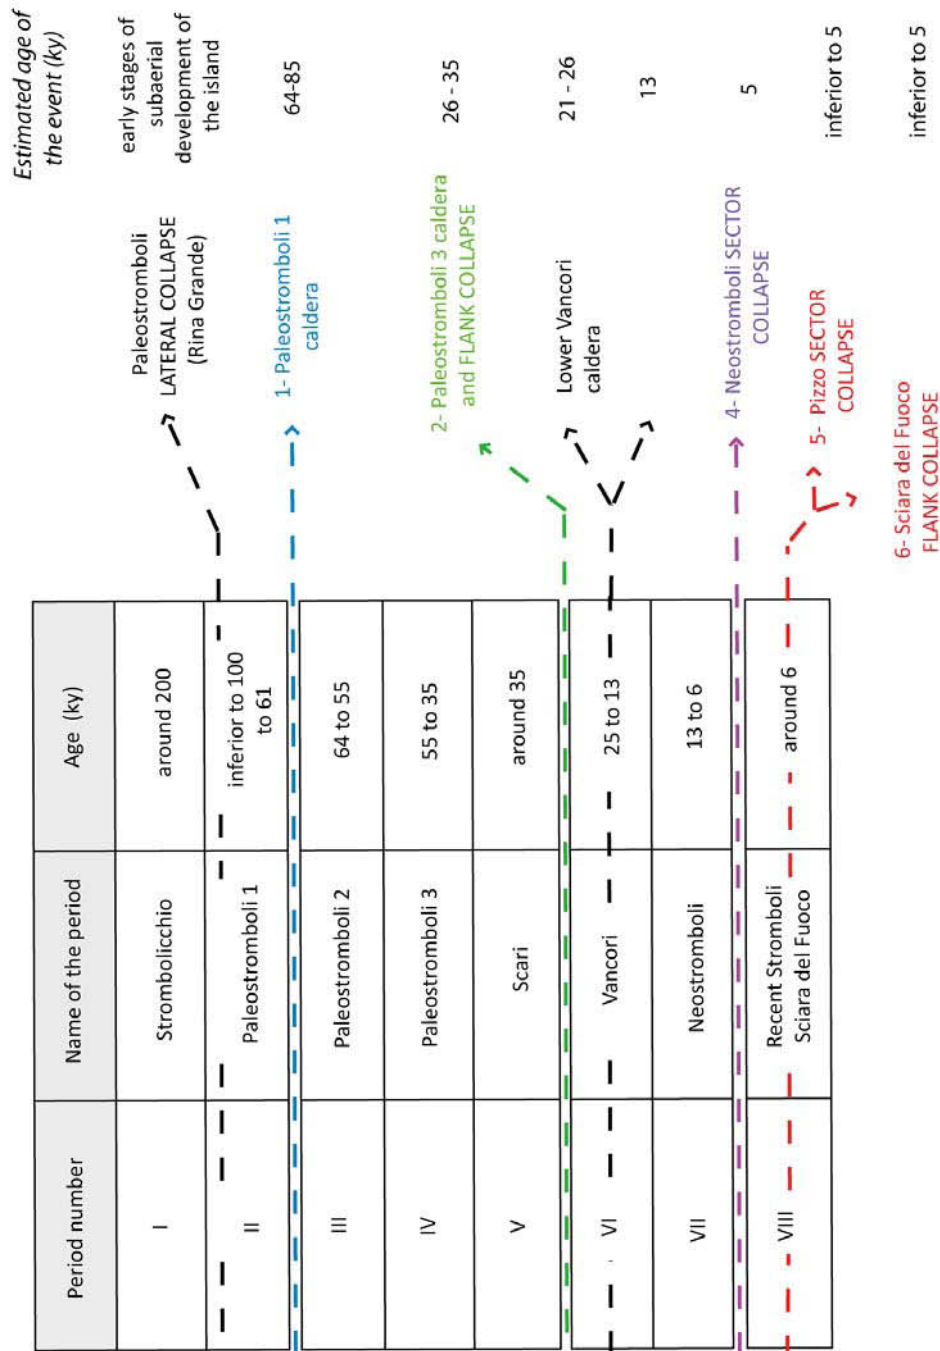 Period number
Name of the period
Age (ky)
Estimated age of
the event (ky)
I
Strombolicchio
around 200
II
Paleostromboli 1
inferior to 100
to 61
Paleostromboli
LATERAL COLLAPSE
(Rina Grande)
early stages of
subaerial
development of
the island
1- Paleostromboli 1
caldera
64-85
III
Paleostromboli 2
64 to 55
IV
Paleostromboli 3
55 to 35
V
Scari
around 35
2- Paleostromboli 3 caldera
and FLANK COLLAPSE
26 - 35
VI
Vancori
25 to 13
Lower Vancori
caldera
21 - 26
13
VII
Neostromboli
13 to 6
4- Neostromboli SECTOR
COLLAPSE
5
VIII
Recent Stromboli
Sciara del Fuoco
around 6
5- Pizzo SECTOR
COLLAPSE
inferior to 5
6- Sciara del Fuoco
FLANK COLLAPSE
inferior to 5